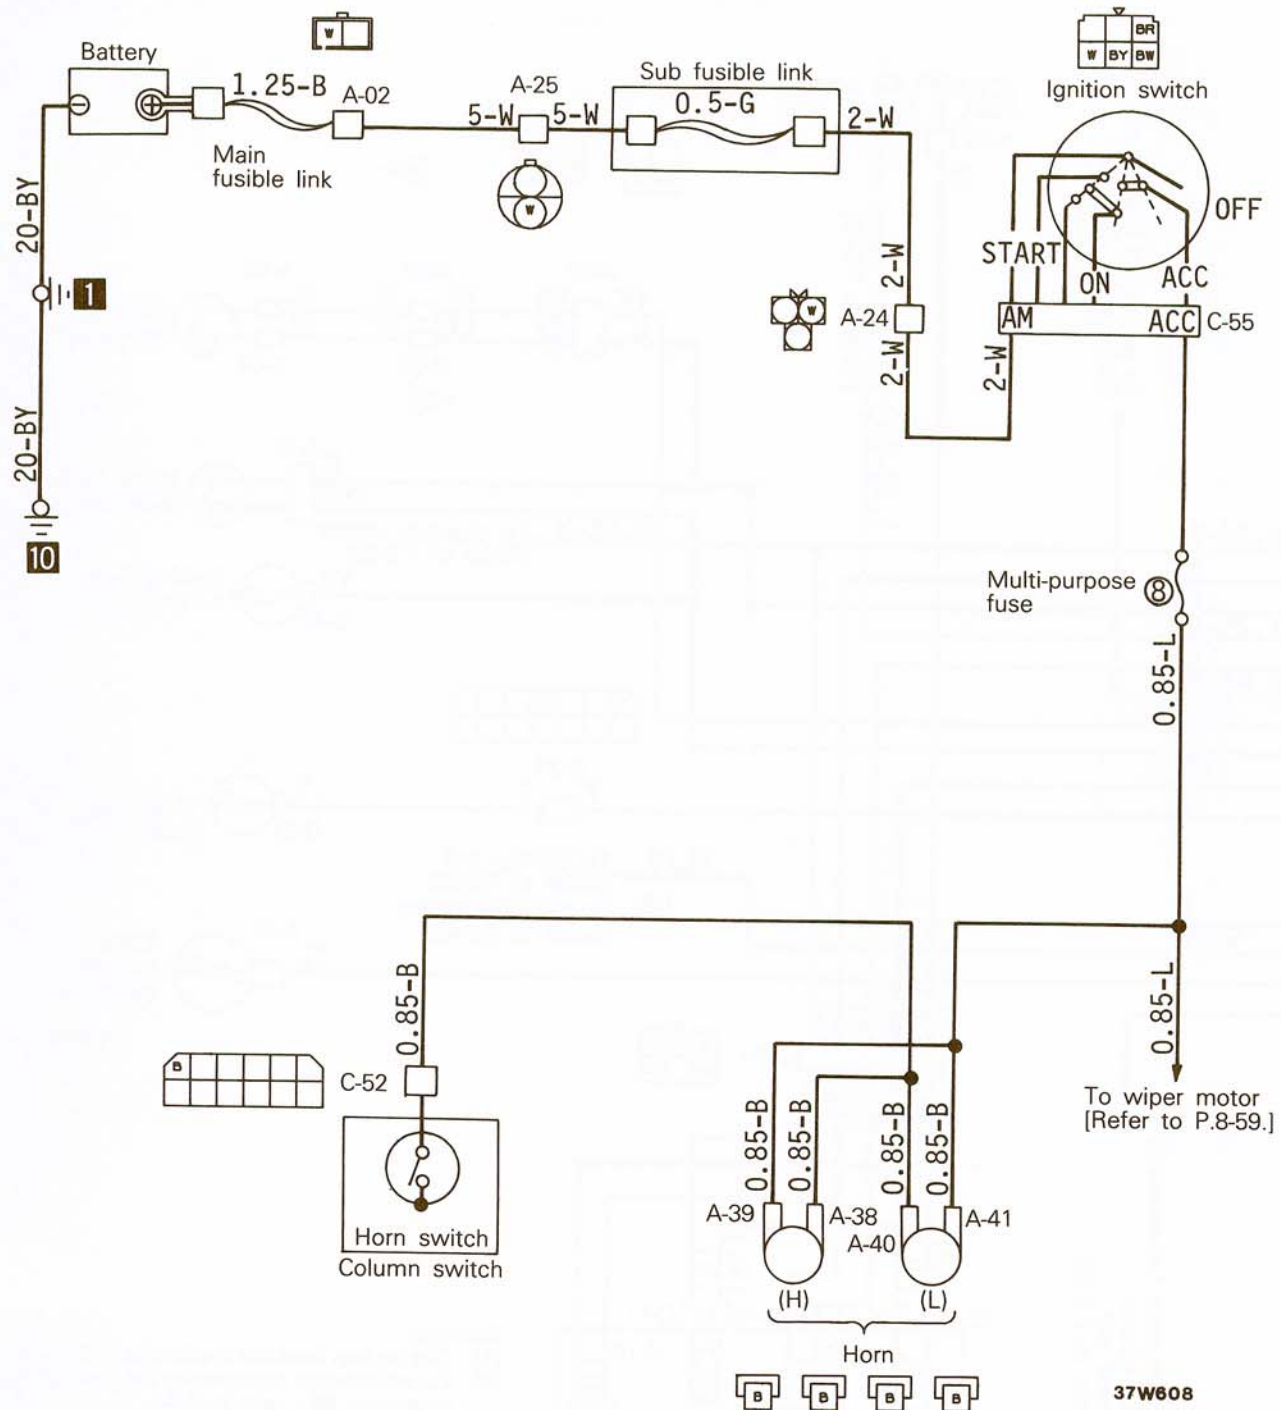 Battery
W
1.25-B
A-02
Main
fusible link
5-W
A-25
5-W
W
Sub fusible link
0.5-G
2-W
BR
W BY BW
Ignition switch
OFF
START
ON
ACC
AM ACC
C-55
20-BY
1
20-BY
10
2-W
W
A-24
2-W
2-W
Multi-purpose
fuse
8
0.85-L
0.85-L
To wiper motor
[Refer to P.8-59.]
0.85-B
B
C-52
Horn switch
Column switch
0.85-B
0.85-B
0.85-B
0.85-B
A-39
A-38
A-40
A-41
(H)
(L)
Horn
B
B
B
B
37W608